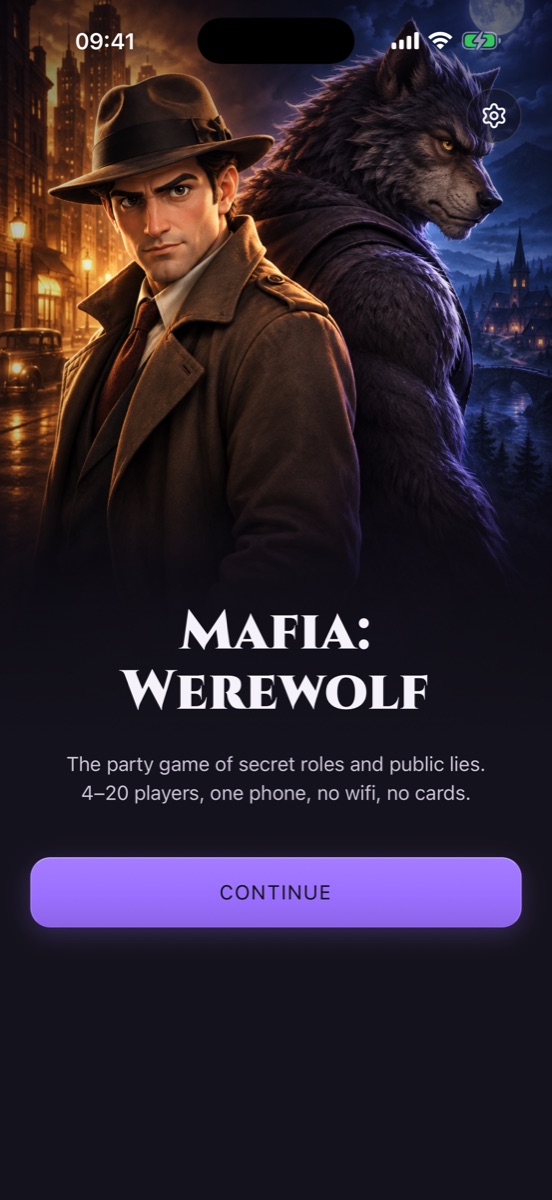 09:41
Mafia:
Werewolf
The party game of secret roles and public lies.
4–20 players, one phone, no wifi, no cards.
CONTINUE